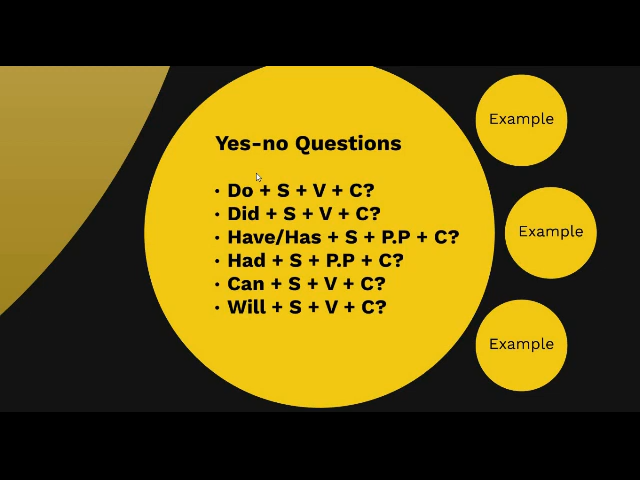 Yes-no Questions
• Do + S + V + C?
• Did + S + V + C?
• Have/Has + S + P.P + C?
• Had + S + P.P + C?
• Can + S + V + C?
• Will + S + V + C?
Example
Example
Example